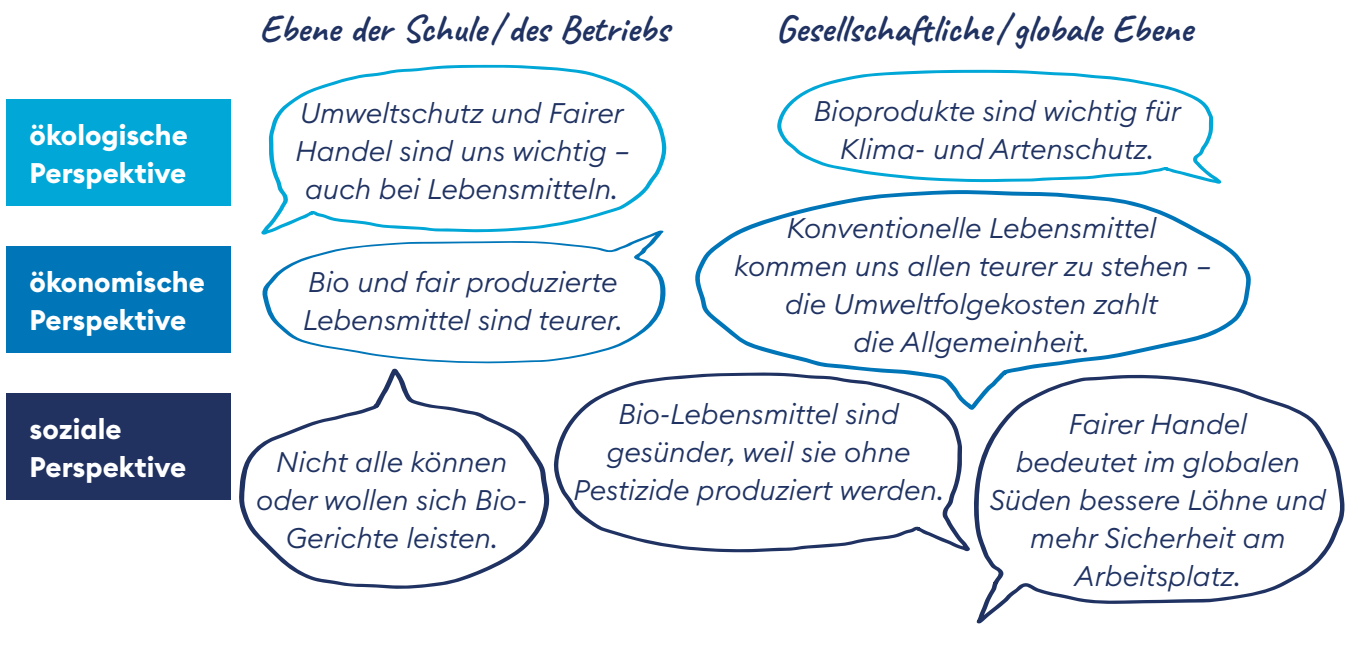 Ebene der Schule/des Betriebs
Gesellschaftliche/globale Ebene
ökologische
Perspektive
Umweltschutz und Fairer
Handel sind uns wichtig –
auch bei Lebensmitteln.
Bioprodukte sind wichtig für
Klima- und Artenschutz.
ökonomische
Perspektive
Bio und fair produzierte
Lebensmittel sind teurer.
Konventionelle Lebensmittel
kommen uns allen teurer zu stehen –
die Umweltfolgekosten zahlt
die Allgemeinheit.
soziale
Perspektive
Nicht alle können
oder wollen sich Bio-
Gerichte leisten.
Bio-Lebensmittel sind
gesünder, weil sie ohne
Pestizide produziert werden.
Fairer Handel
bedeutet im globalen
Süden bessere Löhne und
mehr Sicherheit am
Arbeitsplatz.